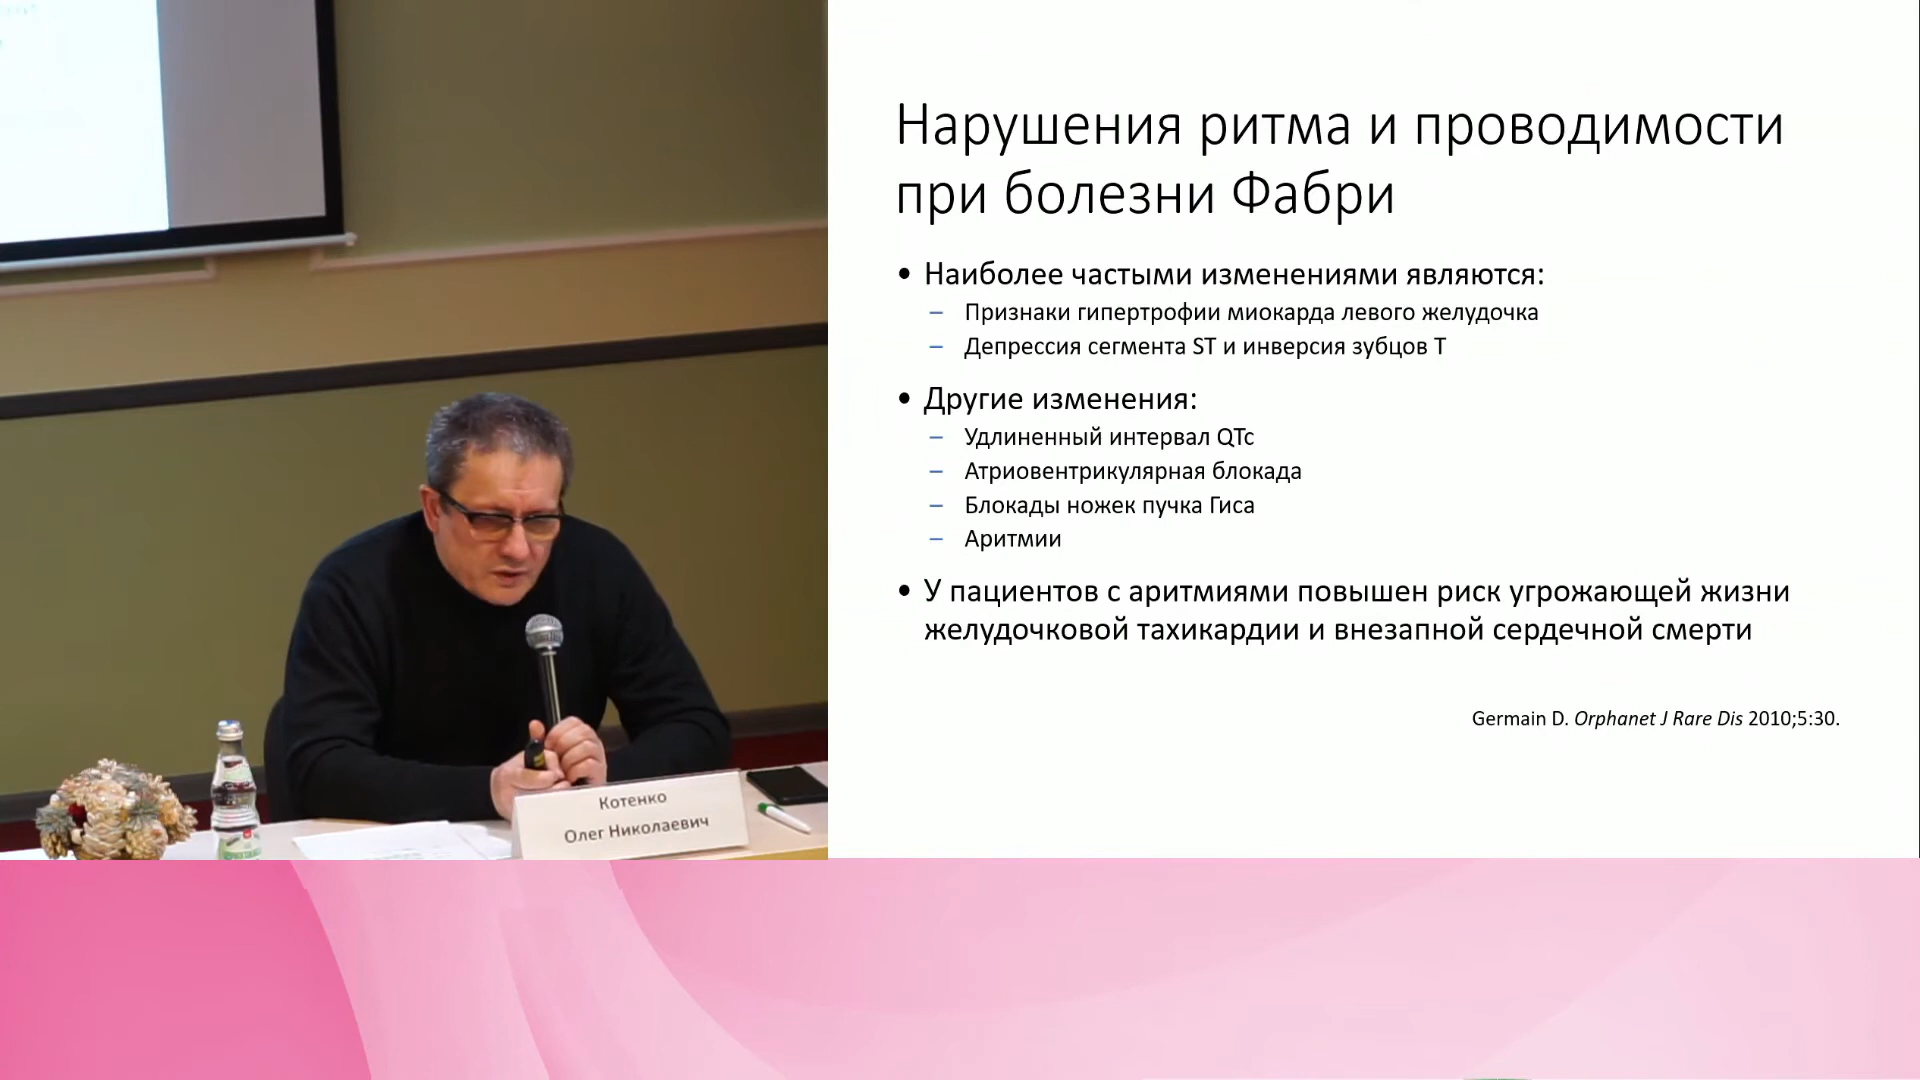 Нарушения ритма и проводимости
при болезни Фабри
• Наиболее частыми изменениями являются:
– Признаки гипертрофии миокарда левого желудочка
– Депрессия сегмента ST и инверсия зубцов T
• Другие изменения:
– Удлиненный интервал QTc
– Атриовентрикулярная блокада
– Блокады ножек пучка Гиса
– Аритмии
• У пациентов с аритмиями повышен риск угрожающей жизни
желудочковой тахикардии и внезапной сердечной смерти
Germain D. Orphanet J Rare Dis 2010;5:30.
Котенко
Олег Николаевич